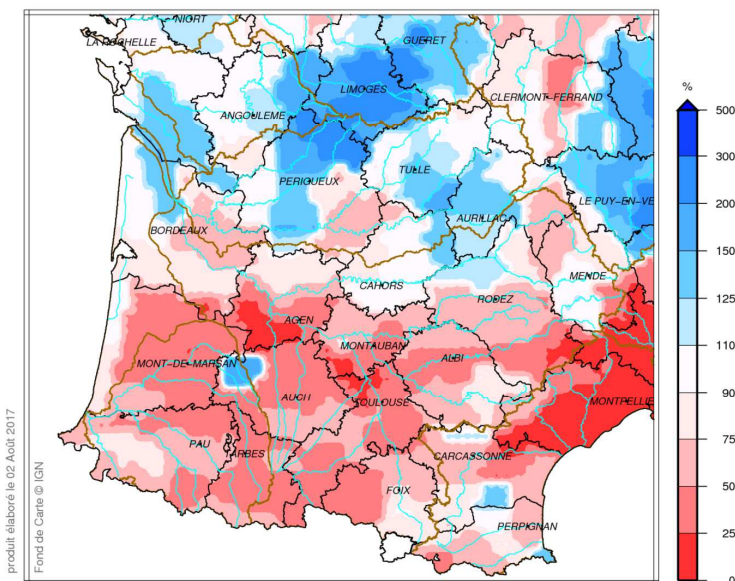 NIORT
LA ROCHELLE
GUERET
%
LIMOGES
CLERMONT-FERRAND
500
ANGOULEME
300
TULLE
PERIGUEUX
200
LE PUY-EN-VE
AURILLAC
BORDEAUX
150
MENDE
125
CAHORS
RODEZ
AGEN
110
MONTAUBAN
ALBI
MONT-DE-MARSAN
90
AUCH
TOULOUSE
MONTPELLIE
75
PAU
TARBES
CARCASSONNE
50
FOIX
PERPIGNAN
25
0
produit élaboré le 02 Août 2017
Fond de Carte © IGN